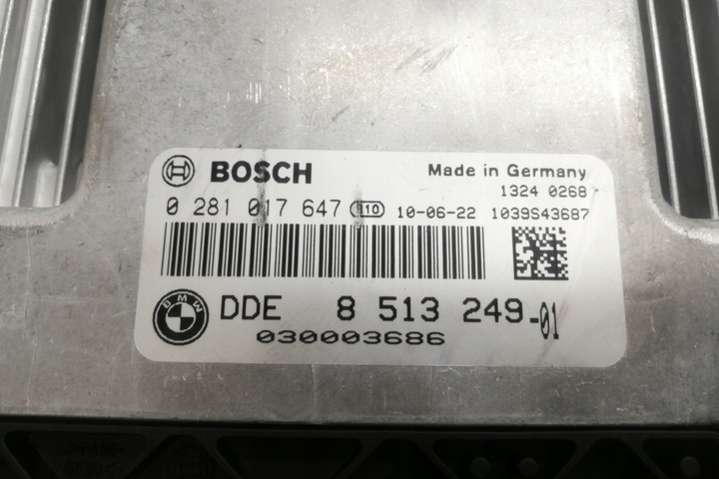 BOSCH Made in Germany
1324 0268
0 281 017 647 110 10-06-22 1039S43687
BMW DDE 8 513 249-01
030003686